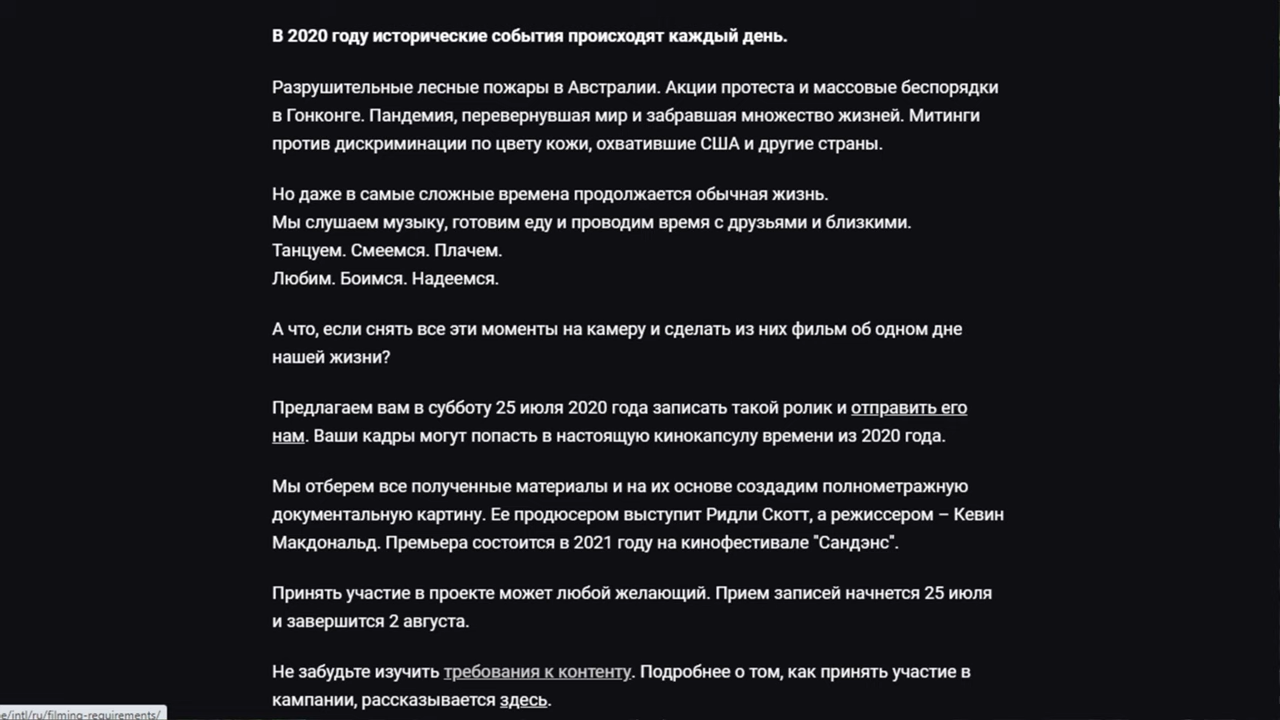 В 2020 году исторические события происходят каждый день.
Разрушительные лесные пожары в Австралии. Акции протеста и массовые беспорядки
в Гонконге. Пандемия, перевернувшая мир и забравшая множество жизней. Митинги
против дискриминации по цвету кожи, охватившие США и другие страны.
Но даже в самые сложные времена продолжается обычная жизнь.
Мы слушаем музыку, готовим еду и проводим время с друзьями и близкими.
Танцуем. Смеемся. Плачем.
Любим. Боимся. Надеемся.
А что, если снять все эти моменты на камеру и сделать из них фильм об одном дне
нашей жизни?
Предлагаем вам в субботу 25 июля 2020 года записать такой ролик и отправить его
нам. Ваши кадры могут попасть в настоящую кинокапсулу времени из 2020 года.
Мы отберем все полученные материалы и на их основе создадим полнометражную
документальную картину. Ее продюсером выступит Ридли Скотт, а режиссером – Кевин
Макдональд. Премьера состоится в 2021 году на кинофестивале "Сандэнс".
Принять участие в проекте может любой желающий. Прием записей начнется 25 июля
и завершится 2 августа.
Не забудьте изучить требования к контенту. Подробнее о том, как принять участие в
кампании, рассказывается здесь.
e/intl/ru/filming-requirements/